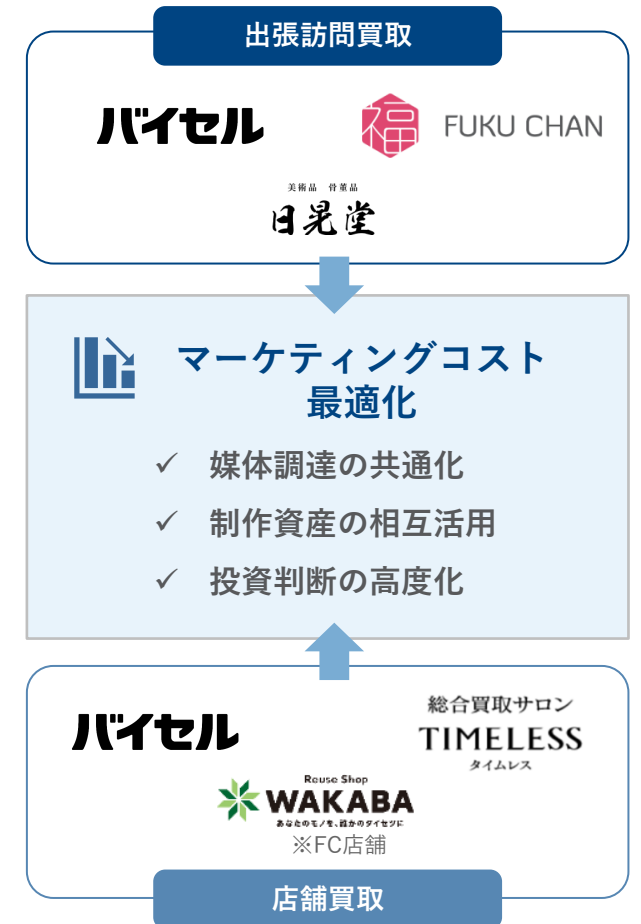 出張訪問買取
バイセル
福 FUKU CHAN
美術品 骨董品
日晃堂
マーケティングコスト
最適化
✓ 媒体調達の共通化
✓ 制作資産の相互活用
✓ 投資判断の高度化
バイセル
総合買取サロン
TIMELESS
タイムレス
Reuse Shop
WAKABA
あなたのモノを、誰かのタイセツに
※FC店舗
店舗買取